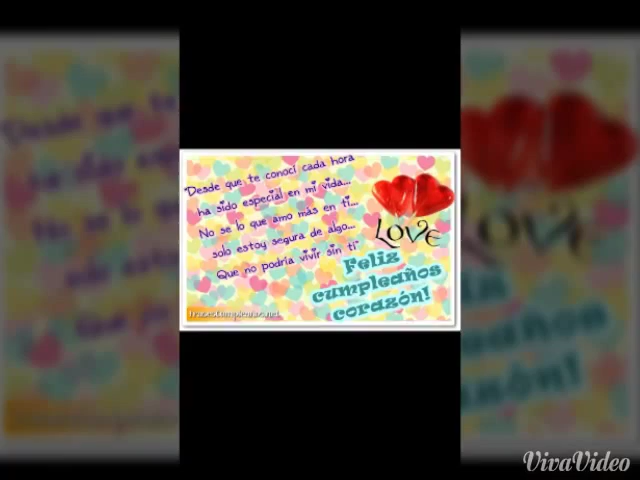 "Desde que te conocí cada hora
ha sido especial en mi vida...
No se lo que amo más en ti...
solo estoy segura de algo...
Que no podría vivir sin ti"
LOVE
Feliz
cumpleaños
corazón!
VivaVideo